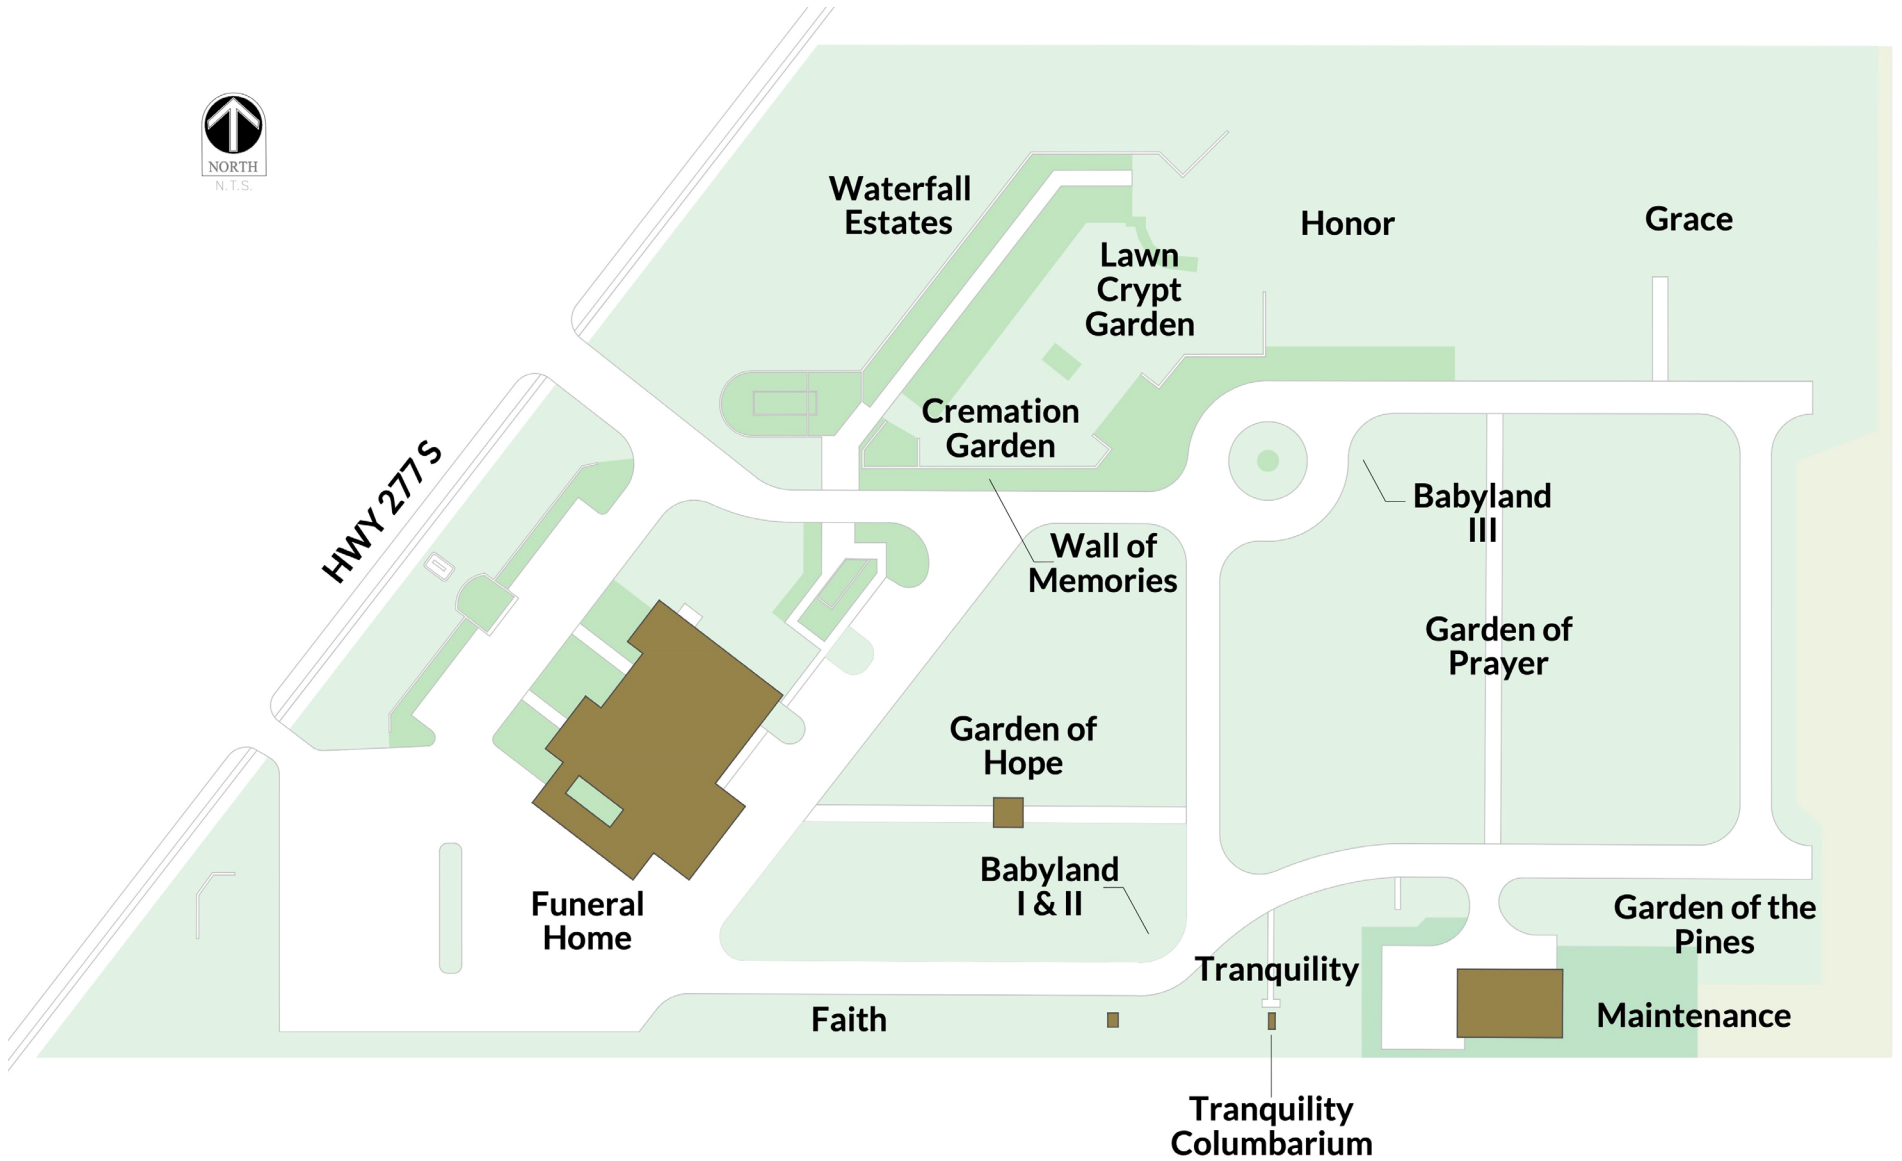 NORTH
N.T.S.
Waterfall
Estates
Honor
Grace
Lawn
Crypt
Garden
Cremation
Garden
HWY 277 S
Babyland
III
Wall of
Memories
Garden of
Prayer
Garden of
Hope
Babyland
I & II
Funeral
Home
Garden of the
Pines
Tranquility
Faith
Maintenance
Tranquility
Columbarium